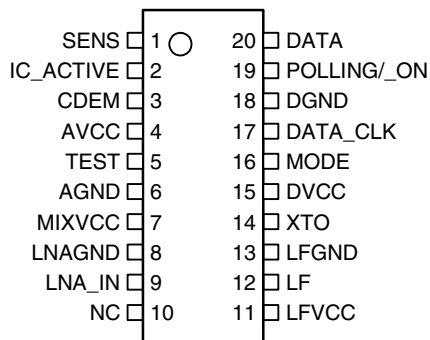 SENS 1 20 DATA
IC_ACTIVE 2 19 POLLING/_ON
CDEM 3 18 DGND
AVCC 4 17 DATA_CLK
TEST 5 16 MODE
AGND 6 15 DVCC
MIXVCC 7 14 XTO
LNAGND 8 13 LFGND
LNA_IN 9 12 LF
NC 10 11 LFVCC